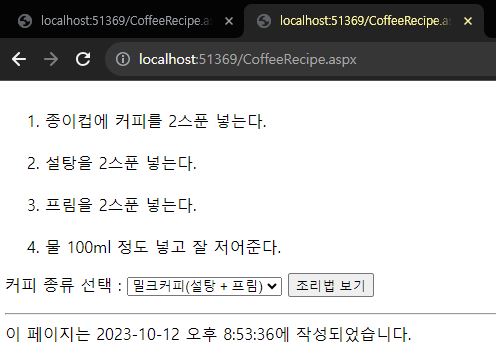 localhost:51369/CoffeeRecipe.as
localhost:51369/CoffeeRecipe.as
localhost:51369/CoffeeRecipe.aspx
1. 종이컵에 커피를 2스푼 넣는다.
2. 설탕을 2스푼 넣는다.
3. 프림을 2스푼 넣는다.
4. 물 100ml 정도 넣고 잘 저어준다.
커피 종류 선택 : 밀크커피(설탕 + 프림) 조리법 보기
이 페이지는 2023-10-12 오후 8:53:36에 작성되었습니다.